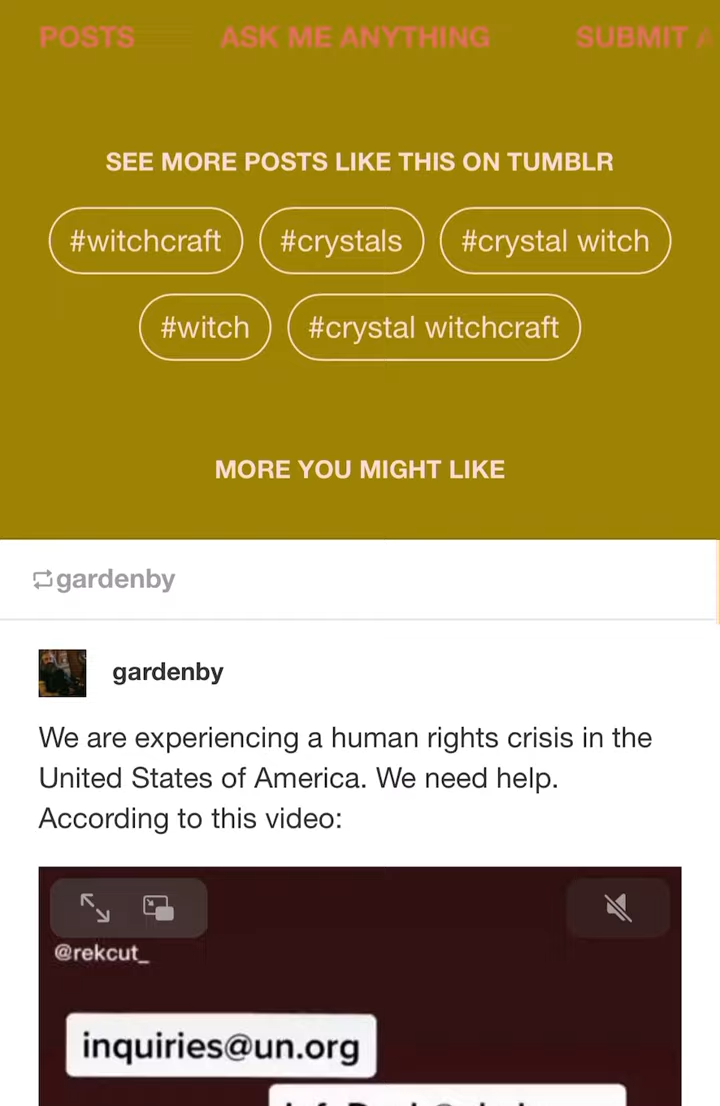 POSTS ASK ME ANYTHING SUBMIT
SEE MORE POSTS LIKE THIS ON TUMBLR
#witchcraft #crystals #crystal witch
#witch #crystal witchcraft
MORE YOU MIGHT LIKE
gardenby
gardenby
We are experiencing a human rights crisis in the
United States of America. We need help.
According to this video:
@rekcut_
inquiries@un.org